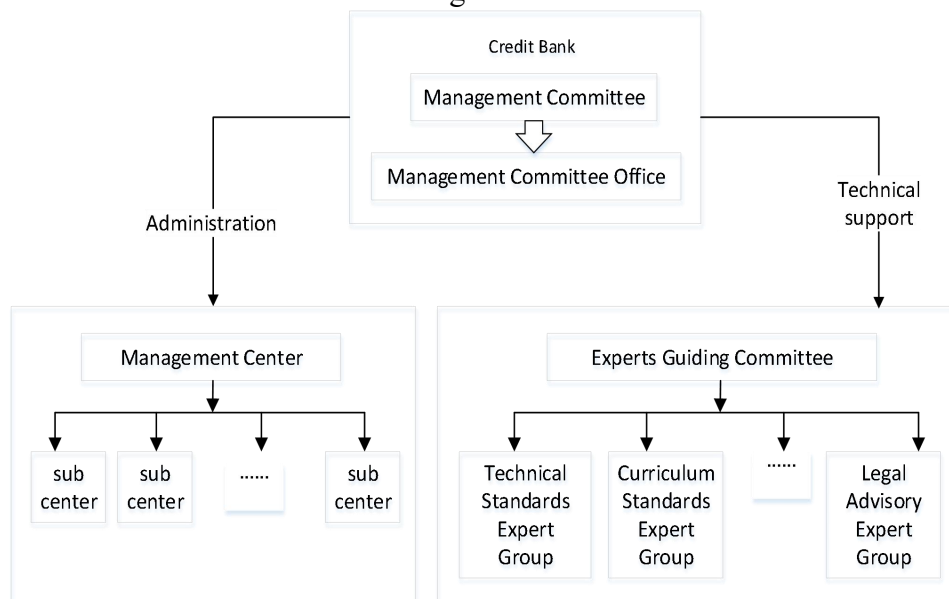 Credit Bank
Management Committee
Management Committee Office
Administration
Technical
support
Management Center
Experts Guiding Committee
sub
center
sub
center
......
sub
center
Technical
Standards
Expert
Group
Curriculum
Standards
Expert
Group
......
Legal
Advisory
Expert
Group